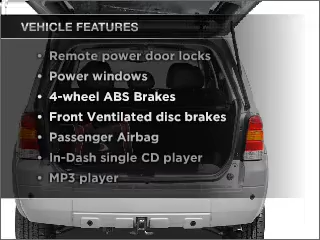 VEHICLE FEATURES
• Remote power door locks
• Power windows
• 4-wheel ABS Brakes
• Front Ventilated disc brakes
• Passenger Airbag
• In-Dash single CD player
• MP3 player